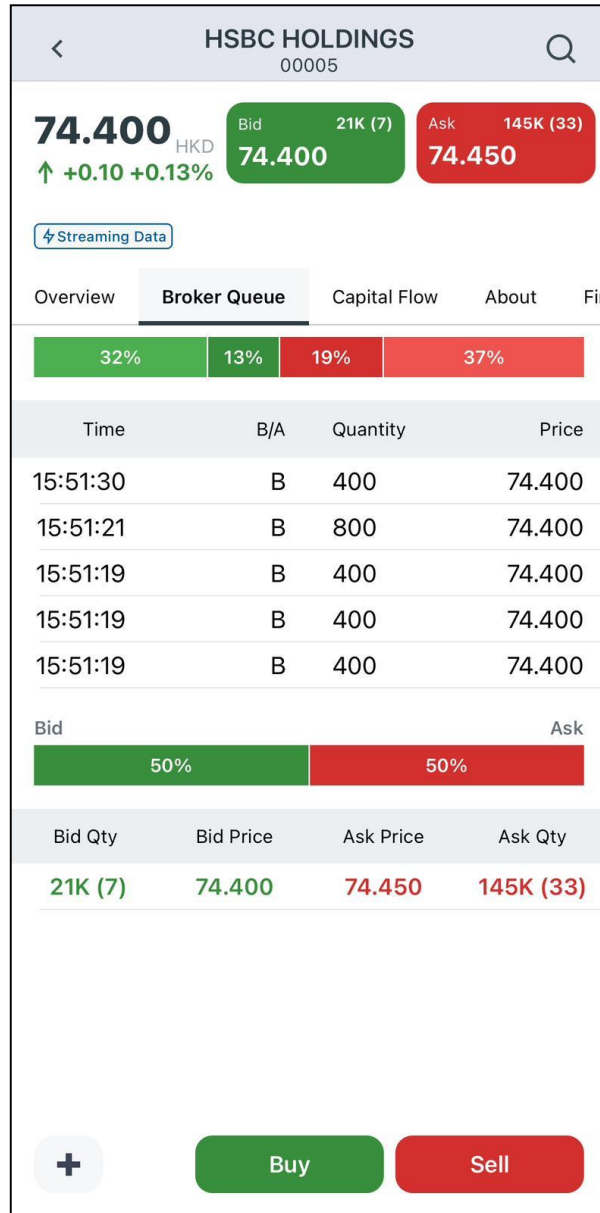 HSBC HOLDINGS
00005
74.400 HKD
+0.10 +0.13%
Bid 21K (7)
74.400
Ask 145K (33)
74.450
Streaming Data
Overview Broker Queue Capital Flow About Fi
32% 13% 19% 37%
Time B/A Quantity Price
15:51:30 B 400 74.400
15:51:21 B 800 74.400
15:51:19 B 400 74.400
15:51:19 B 400 74.400
15:51:19 B 400 74.400
Bid Ask
50% 50%
Bid Qty Bid Price Ask Price Ask Qty
21K (7) 74.400 74.450 145K (33)
Buy Sell